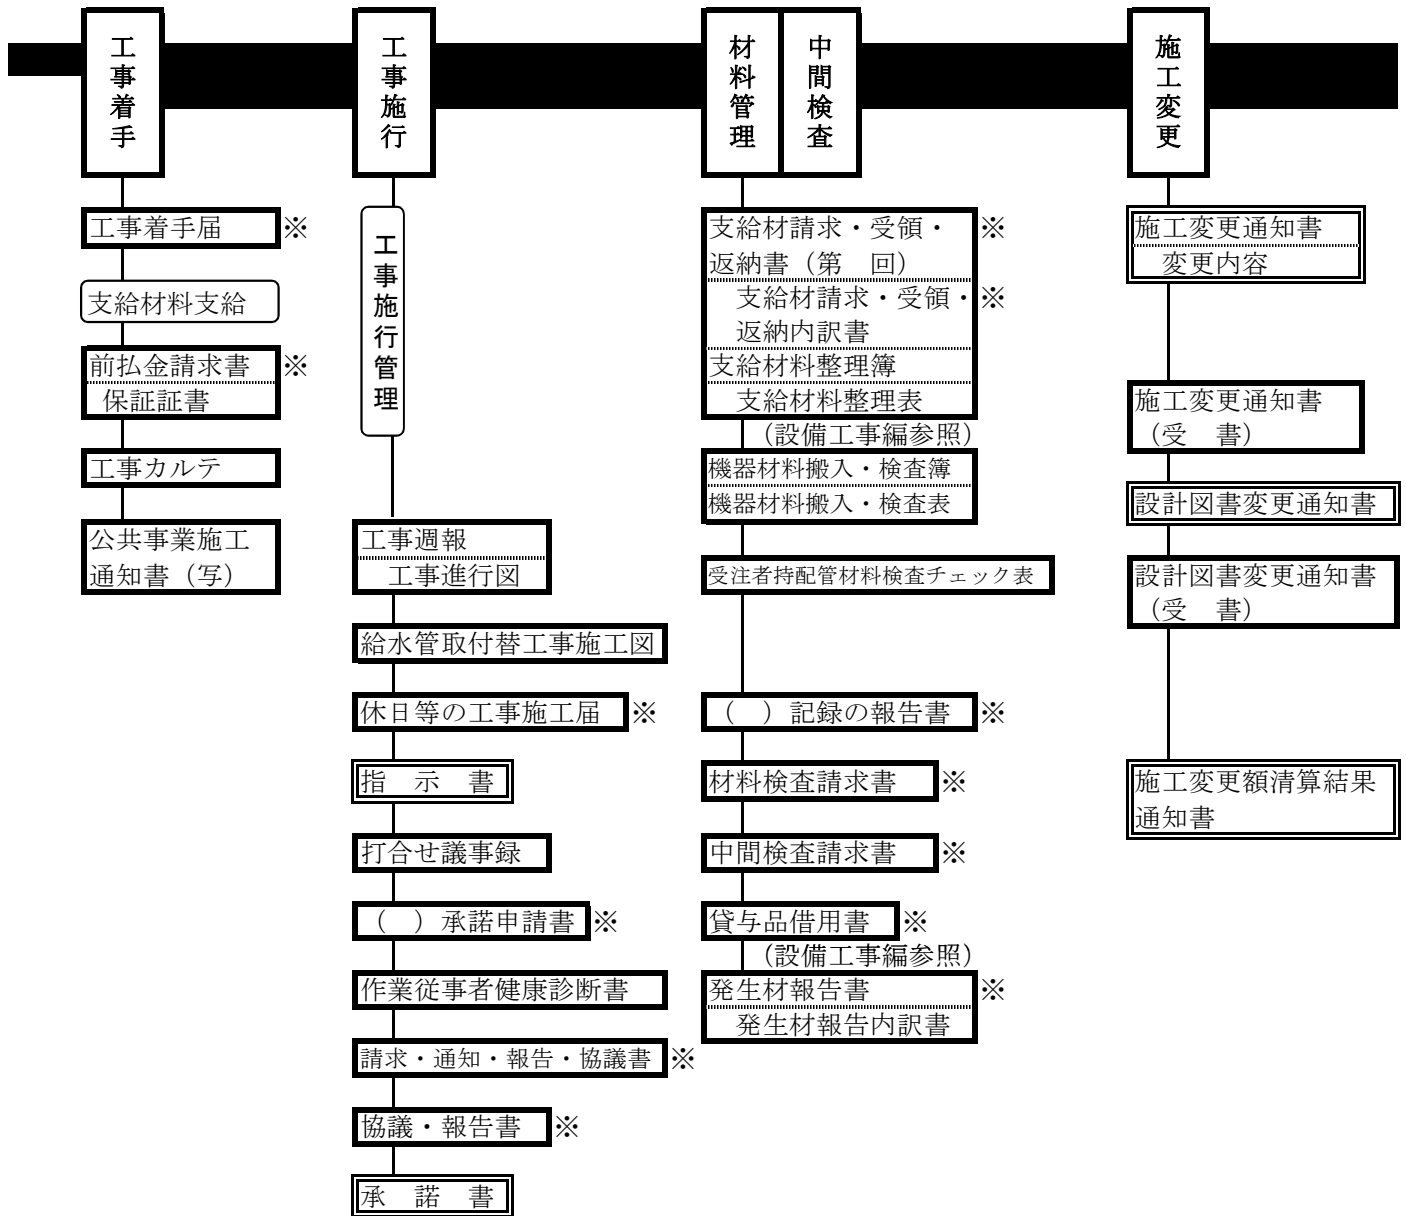 工事着手
工事着手届 ※
支給材料支給
前払金請求書 ※
保証証書
工事カルテ
公共事業施工
通知書（写）
工事施行
工事施行管理
工事週報
工事進行図
給水管取付替工事施工図
休日等の工事施工届 ※
指　示　書
打合せ議事録
（　）承諾申請書 ※
作業従事者健康診断書
請求・通知・報告・協議書 ※
協議・報告書 ※
承　諾　書
材料管理
中間検査
支給材請求・受領・ ※
返納書（第　回）
支給材請求・受領・ ※
返納内訳書
支給材料整理簿
支給材料整理表
（設備工事編参照）
機器材料搬入・検査簿
機器材料搬入・検査表
受注者持配管材料検査チェック表
（　）記録の報告書 ※
材料検査請求書 ※
中間検査請求書 ※
貸与品借用書 ※
（設備工事編参照）
発生材報告書 ※
発生材報告内訳書
施工変更
施工変更通知書
変更内容
施工変更通知書
（受　書）
設計図書変更通知書
設計図書変更通知書
（受　書）
施工変更額清算結果
通知書